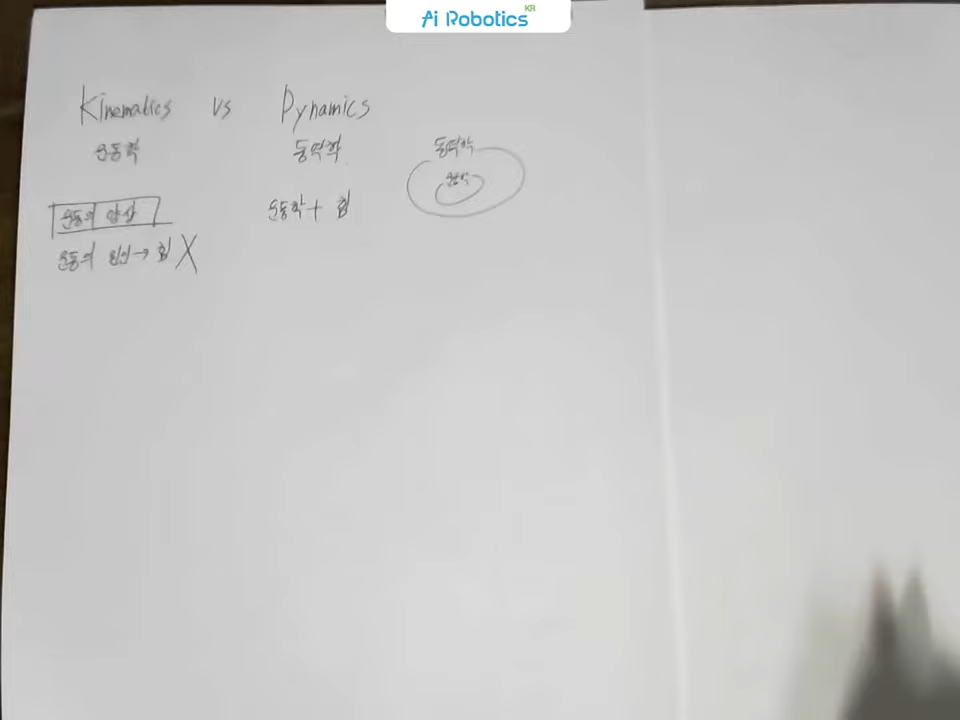 Ai Robotics KR
Kinematics vs Dynamics
운동학 동역학 동역학
운동학
운동의 양상 운동학 + 힘
운동의 원인 → 힘 X